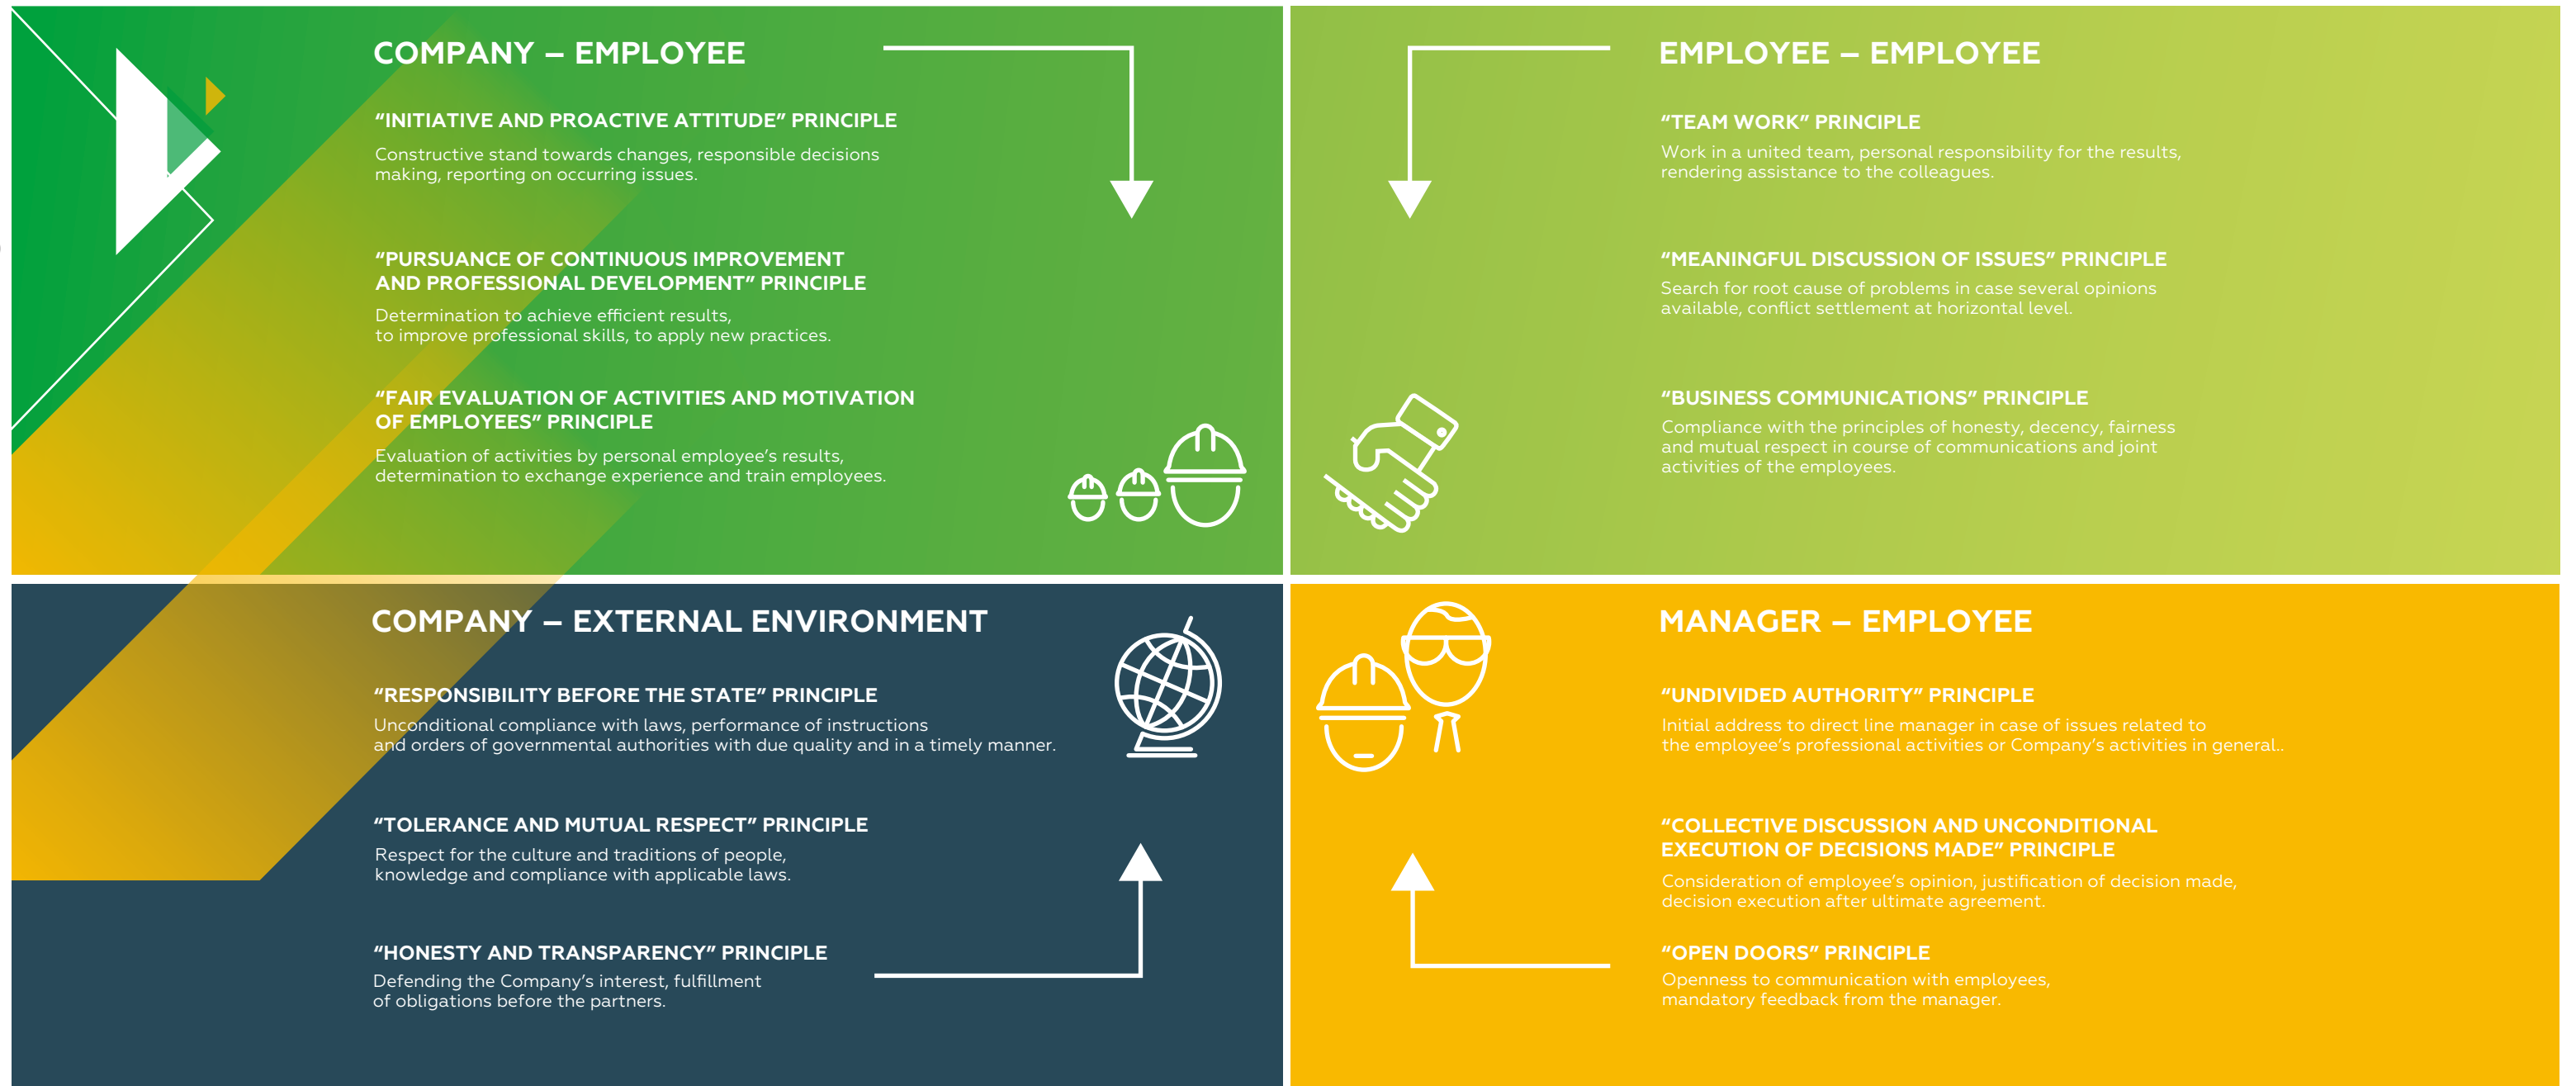 COMPANY – EMPLOYEE
“INITIATIVE AND PROACTIVE ATTITUDE” PRINCIPLE
Constructive stand towards changes, responsible decisions
making, reporting on occurring issues.
“PURSUANCE OF CONTINUOUS IMPROVEMENT
AND PROFESSIONAL DEVELOPMENT” PRINCIPLE
Determination to achieve efficient results,
to improve professional skills, to apply new practices.
“FAIR EVALUATION OF ACTIVITIES AND MOTIVATION
OF EMPLOYEES” PRINCIPLE
Evaluation of activities by personal employee’s results,
determination to exchange experience and train employees.
EMPLOYEE – EMPLOYEE
“TEAM WORK” PRINCIPLE
Work in a united team, personal responsibility for the results,
rendering assistance to the colleagues.
“MEANINGFUL DISCUSSION OF ISSUES” PRINCIPLE
Search for root cause of problems in case several opinions
available, conflict settlement at horizontal level.
“BUSINESS COMMUNICATIONS” PRINCIPLE
Compliance with the principles of honesty, decency, fairness
and mutual respect in course of communications and joint
activities of the employees.
COMPANY – EXTERNAL ENVIRONMENT
“RESPONSIBILITY BEFORE THE STATE” PRINCIPLE
Unconditional compliance with laws, performance of instructions
and orders of governmental authorities with due quality and in a timely manner.
“TOLERANCE AND MUTUAL RESPECT” PRINCIPLE
Respect for the culture and traditions of people,
knowledge and compliance with applicable laws.
“HONESTY AND TRANSPARENCY” PRINCIPLE
Defending the Company’s interest, fulfillment
of obligations before the partners.
MANAGER – EMPLOYEE
“UNDIVIDED AUTHORITY” PRINCIPLE
Initial address to direct line manager in case of issues related to
the employee’s professional activities or Company’s activities in general..
“COLLECTIVE DISCUSSION AND UNCONDITIONAL
EXECUTION OF DECISIONS MADE” PRINCIPLE
Consideration of employee’s opinion, justification of decision made,
decision execution after ultimate agreement.
“OPEN DOORS” PRINCIPLE
Openness to communication with employees,
mandatory feedback from the manager.